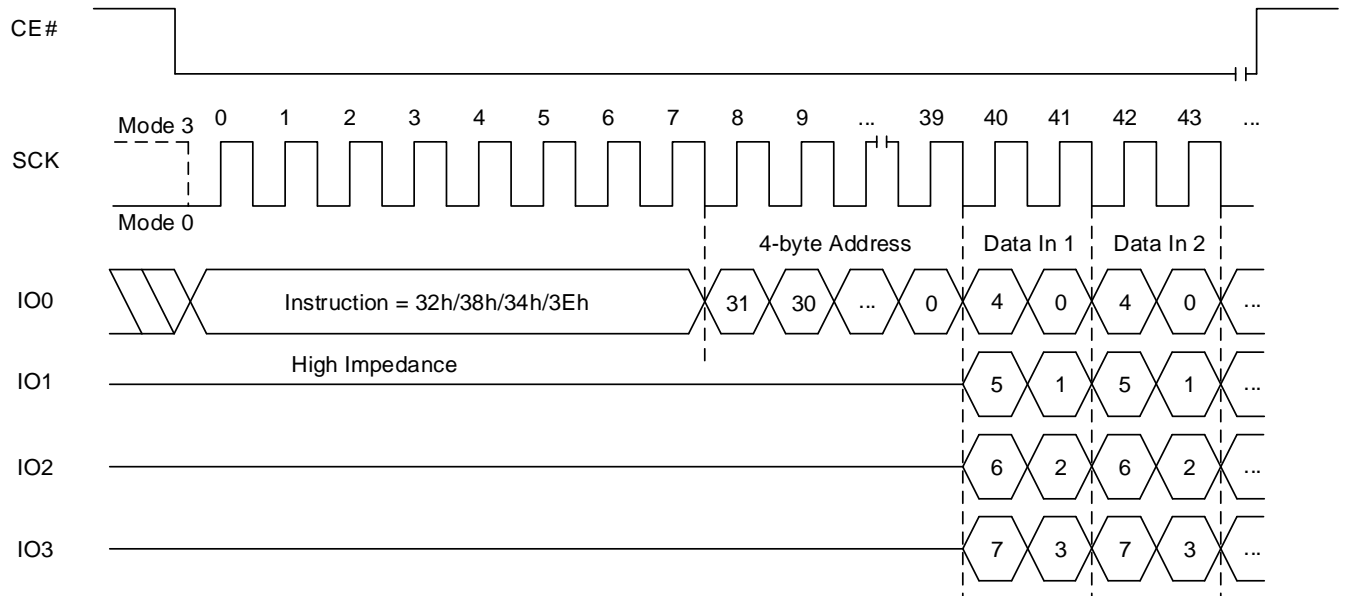 CE#
Mode 3 0 1 2 3 4 5 6 7 8 9 ... 39 40 41 42 43 ...
SCK
Mode 0
4-byte Address Data In 1 Data In 2
IO0 Instruction = 32h/38h/34h/3Eh 31 30 ... 0 4 0 4 0 ...
High Impedance
IO1 5 1 5 1 ...
IO2 6 2 6 2 ...
IO3 7 3 7 3 ...